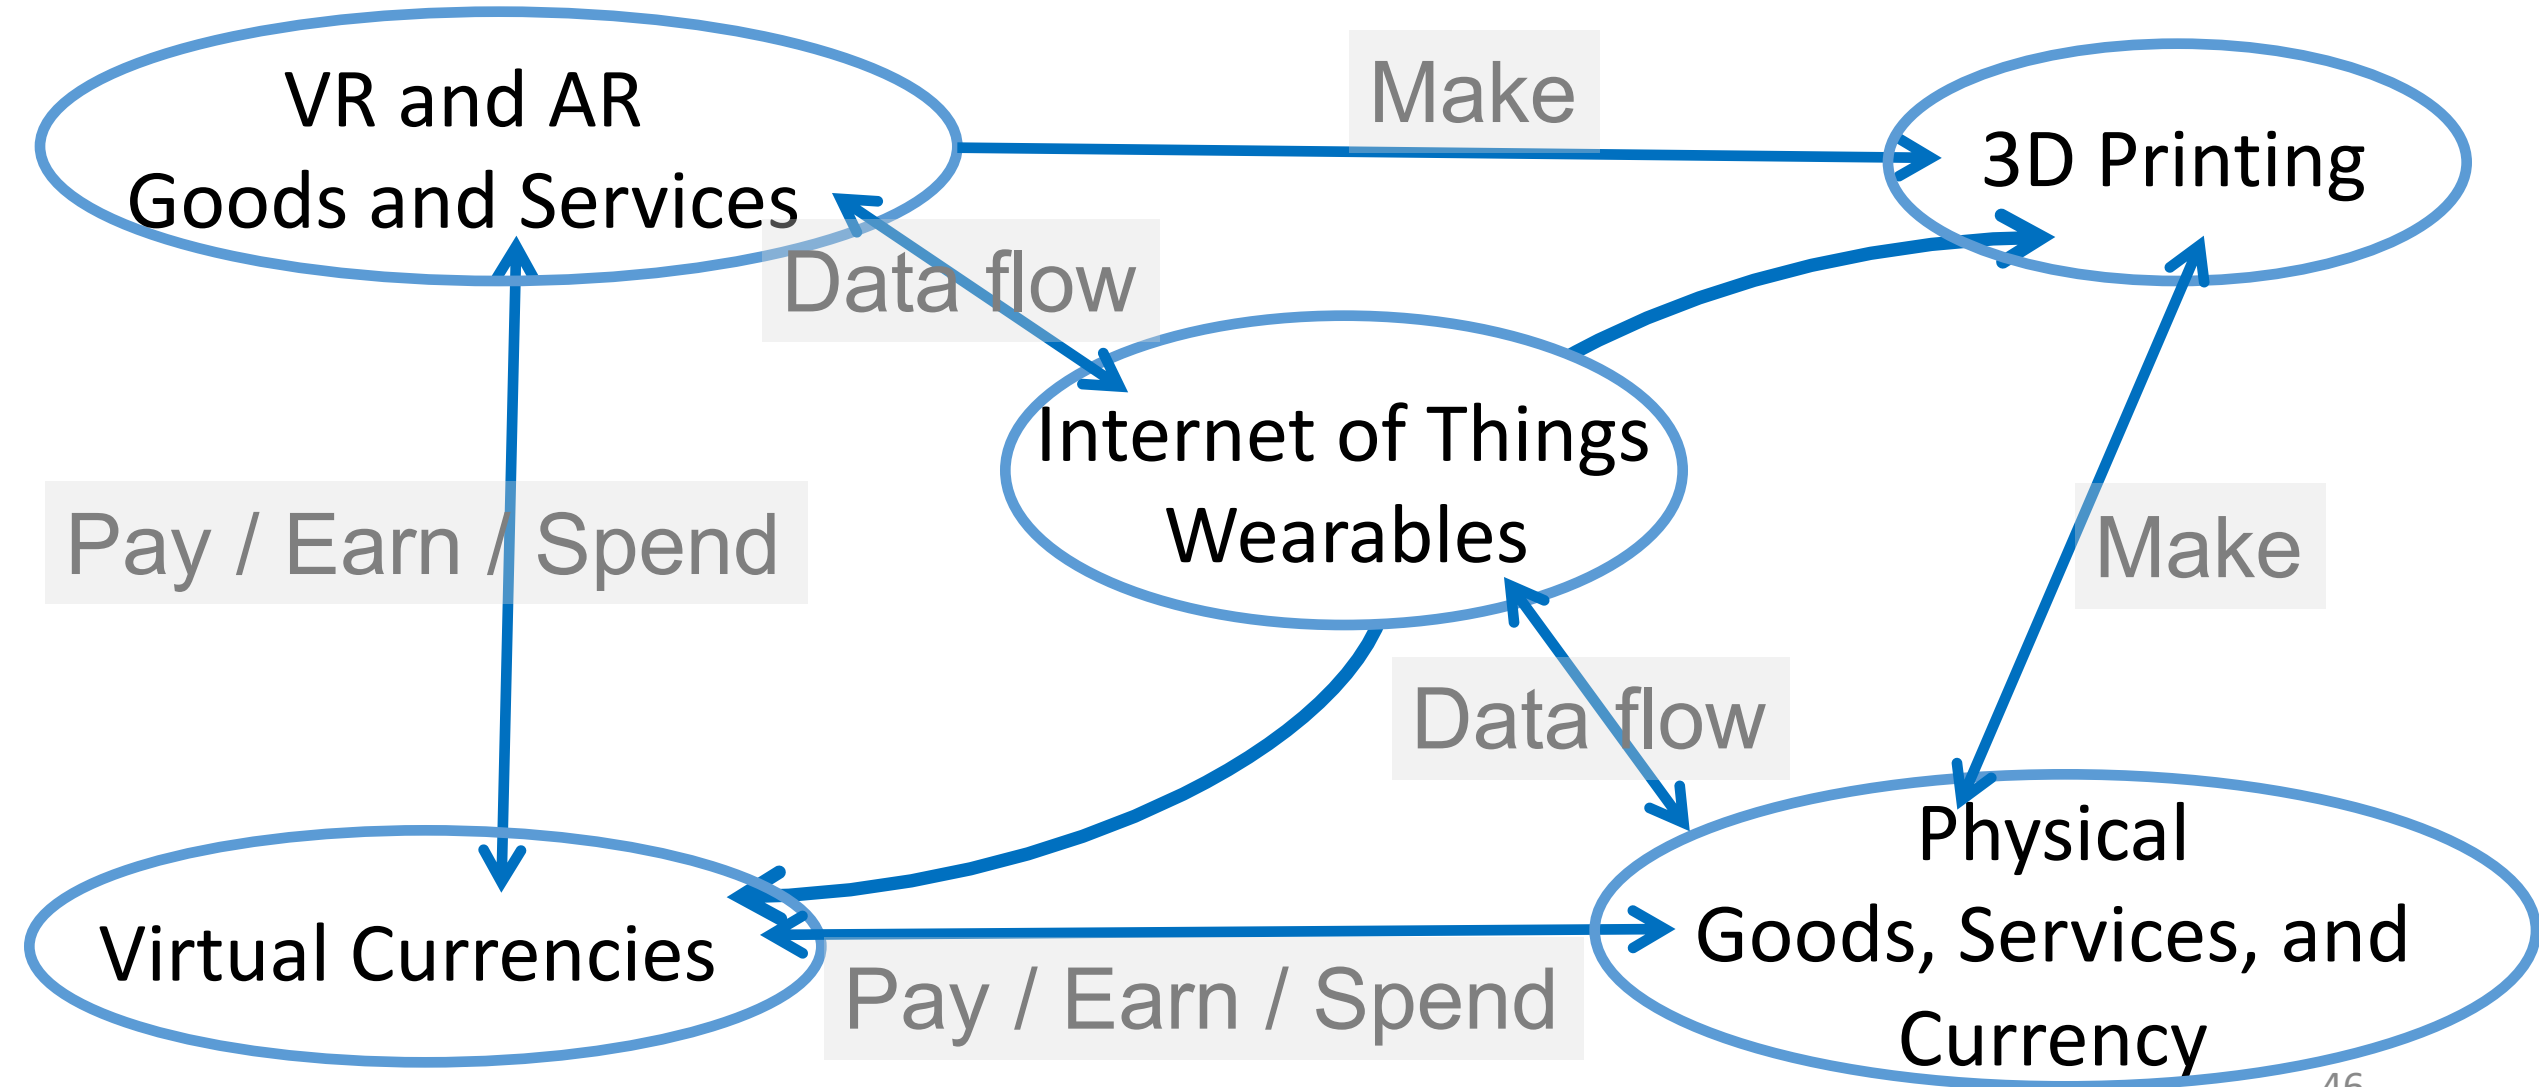 VR and AR
Goods and Services
Make
3D Printing
Data flow
Internet of Things
Wearables
Pay / Earn / Spend
Make
Data flow
Virtual Currencies
Pay / Earn / Spend
Physical
Goods, Services, and
Currency
46